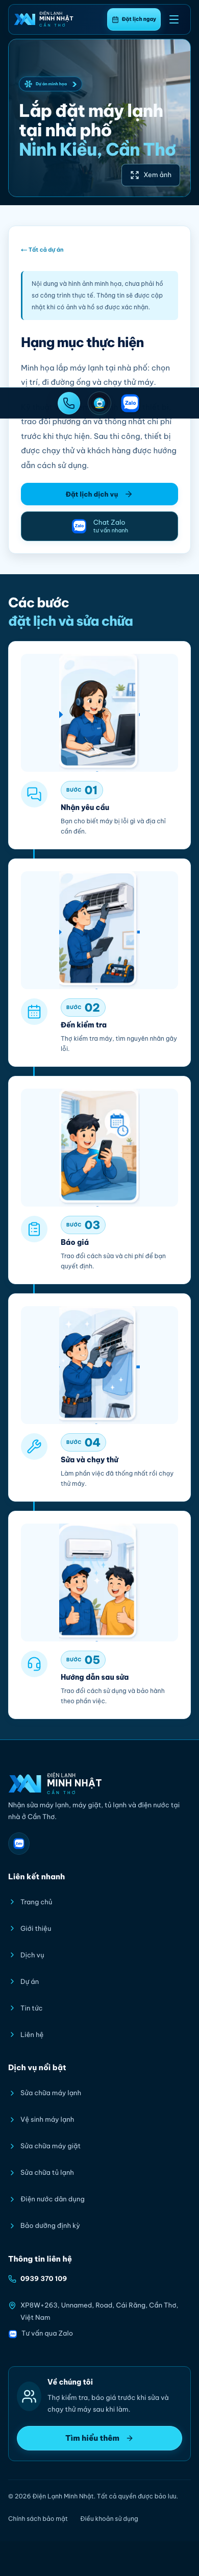 ĐIỆN LẠNH
MINH NHẬT
CẦN THƠ
Đặt lịch ngay
Dự án minh họa
Lắp đặt máy lạnh
tại nhà phố
Ninh Kiều, Cần Thơ
Xem ảnh
← Tất cả dự án
Nội dung và hình ảnh minh họa, chưa phải hồ
sơ công trình thực tế. Thông tin sẽ được cập
nhật khi có ảnh và hồ sơ được xác nhận.
Hạng mục thực hiện
Minh họa lắp máy lạnh tại nhà phố: chọn
vị trí, đi đường ống và chạy thử máy.
Zalo
trao đổi phương án và thống nhất chi phí
trước khi thực hiện. Sau thi công, thiết bị
được chạy thử và khách hàng được hướng
dẫn cách sử dụng.
Đặt lịch dịch vụ
Zalo
Chat Zalo
tư vấn nhanh
Các bước
đặt lịch và sửa chữa
BƯỚC 01
Nhận yêu cầu
Bạn cho biết máy bị lỗi gì và địa chỉ
cần đến.
BƯỚC 02
Đến kiểm tra
Thợ kiểm tra máy, tìm nguyên nhân gây
lỗi.
BƯỚC 03
Báo giá
Trao đổi cách sửa và chi phí để bạn
quyết định.
BƯỚC 04
Sửa và chạy thử
Làm phần việc đã thống nhất rồi chạy
thử máy.
BƯỚC 05
Hướng dẫn sau sửa
Trao đổi cách sử dụng và bảo hành
theo phần việc.
ĐIỆN LẠNH
MINH NHẬT
CẦN THƠ
Nhận sửa máy lạnh, máy giặt, tủ lạnh và điện nước tại
nhà ở Cần Thơ.
Zalo
Liên kết nhanh
Trang chủ
Giới thiệu
Dịch vụ
Dự án
Tin tức
Liên hệ
Dịch vụ nổi bật
Sửa chữa máy lạnh
Vệ sinh máy lạnh
Sửa chữa máy giặt
Sửa chữa tủ lạnh
Điện nước dân dụng
Bảo dưỡng định kỳ
Thông tin liên hệ
0939 370 109
XP8W+263, Unnamed, Road, Cái Răng, Cần Thơ,
Việt Nam
Tư vấn qua Zalo
Về chúng tôi
Thợ kiểm tra, báo giá trước khi sửa và
chạy thử máy sau khi làm.
Tìm hiểu thêm
© 2026 Điện Lạnh Minh Nhật. Tất cả quyền được bảo lưu.
Chính sách bảo mật Điều khoản sử dụng